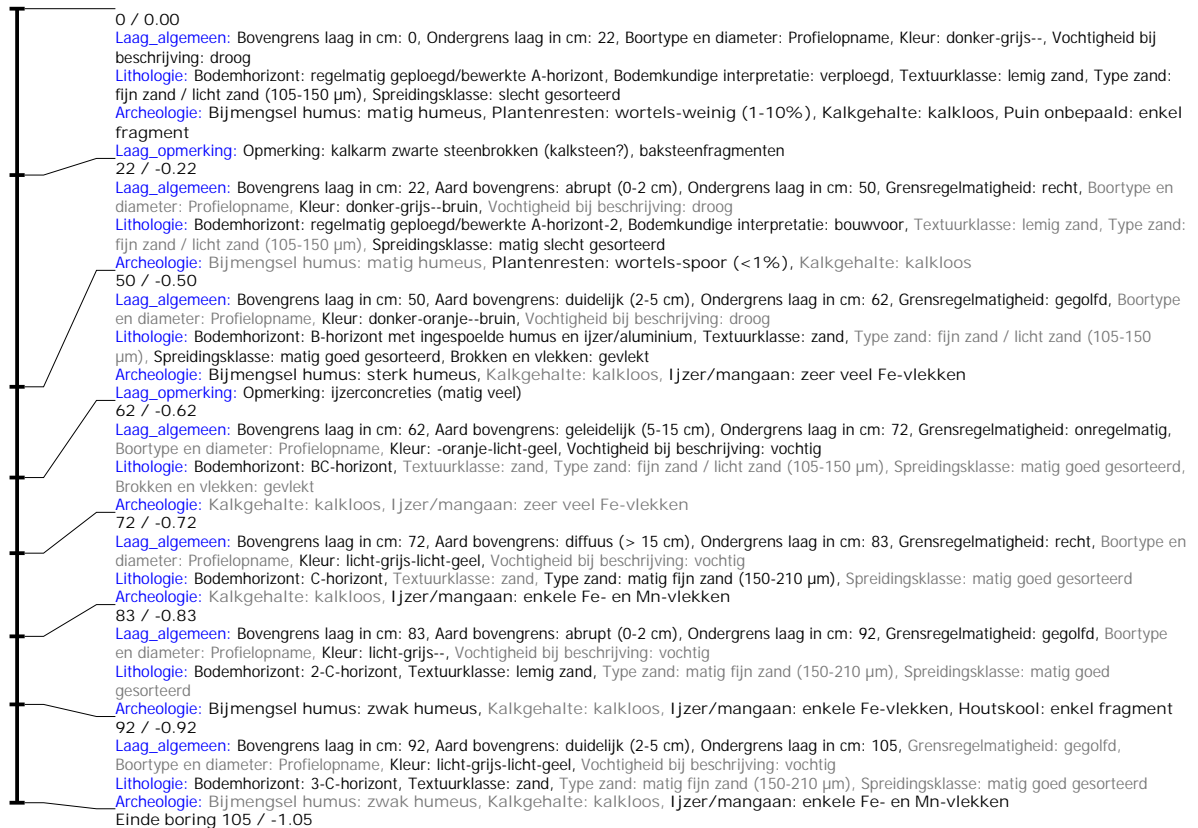 0 / 0.00
Laag_algemeen: Bovengrens laag in cm: 0, Ondergrens laag in cm: 22, Boortype en diameter: Profielopname, Kleur: donker-grijs--, Vochtigheid bij
beschrijving: droog
Lithologie: Bodemhorizont: regelmatig geploegd/bewerkte A-horizont, Bodemkundige interpretatie: verploegd, Textuurklasse: lemig zand, Type zand:
fijn zand / licht zand (105-150 µm), Spreidingsklasse: slecht gesorteerd
Archeologie: Bijmengsel humus: matig humeus, Plantenresten: wortels-weinig (1-10%), Kalkgehalte: kalkloos, Puin onbepaald: enkel
fragment
Laag_opmerking: Opmerking: kalkarm zwarte steenbrokken (kalksteen?), baksteenfragmenten
22 / -0.22
Laag_algemeen: Bovengrens laag in cm: 22, Aard bovengrens: abrupt (0-2 cm), Ondergrens laag in cm: 50, Grensregelmatigheid: recht, Boortype en
diameter: Profielopname, Kleur: donker-grijs--bruin, Vochtigheid bij beschrijving: droog
Lithologie: Bodemhorizont: regelmatig geploegd/bewerkte A-horizont-2, Bodemkundige interpretatie: bouwvoor, Textuurklasse: lemig zand, Type zand:
fijn zand / licht zand (105-150 µm), Spreidingsklasse: matig slecht gesorteerd
Archeologie: Bijmengsel humus: matig humeus, Plantenresten: wortels-spoor (<1%), Kalkgehalte: kalkloos
50 / -0.50
Laag_algemeen: Bovengrens laag in cm: 50, Aard bovengrens: duidelijk (2-5 cm), Ondergrens laag in cm: 62, Grensregelmatigheid: gegolfd, Boortype
en diameter: Profielopname, Kleur: donker-oranje--bruin, Vochtigheid bij beschrijving: droog
Lithologie: Bodemhorizont: B-horizont met ingespoelde humus en ijzer/aluminium, Textuurklasse: zand, Type zand: fijn zand / licht zand (105-150
µm), Spreidingsklasse: matig goed gesorteerd, Brokken en vlekken: gevlekt
Archeologie: Bijmengsel humus: sterk humeus, Kalkgehalte: kalkloos, Ijzer/mangaan: zeer veel Fe-vlekken
Laag_opmerking: Opmerking: ijzerconcreties (matig veel)
62 / -0.62
Laag_algemeen: Bovengrens laag in cm: 62, Aard bovengrens: geleidelijk (5-15 cm), Ondergrens laag in cm: 72, Grensregelmatigheid: onregelmatig,
Boortype en diameter: Profielopname, Kleur: -oranje-licht-geel, Vochtigheid bij beschrijving: vochtig
Lithologie: Bodemhorizont: BC-horizont, Textuurklasse: zand, Type zand: fijn zand / licht zand (105-150 µm), Spreidingsklasse: matig goed gesorteerd,
Brokken en vlekken: gevlekt
Archeologie: Kalkgehalte: kalkloos, Ijzer/mangaan: zeer veel Fe-vlekken
72 / -0.72
Laag_algemeen: Bovengrens laag in cm: 72, Aard bovengrens: diffuus (> 15 cm), Ondergrens laag in cm: 83, Grensregelmatigheid: recht, Boortype en
diameter: Profielopname, Kleur: licht-grijs-licht-geel, Vochtigheid bij beschrijving: vochtig
Lithologie: Bodemhorizont: C-horizont, Textuurklasse: zand, Type zand: matig fijn zand (150-210 µm), Spreidingsklasse: matig goed gesorteerd
Archeologie: Kalkgehalte: kalkloos, Ijzer/mangaan: enkele Fe- en Mn-vlekken
83 / -0.83
Laag_algemeen: Bovengrens laag in cm: 83, Aard bovengrens: abrupt (0-2 cm), Ondergrens laag in cm: 92, Grensregelmatigheid: gegolfd, Boortype
en diameter: Profielopname, Kleur: licht-grijs--, Vochtigheid bij beschrijving: vochtig
Lithologie: Bodemhorizont: 2-C-horizont, Textuurklasse: lemig zand, Type zand: matig fijn zand (150-210 µm), Spreidingsklasse: matig goed
gesorteerd
Archeologie: Bijmengsel humus: zwak humeus, Kalkgehalte: kalkloos, Ijzer/mangaan: enkele Fe-vlekken, Houtskool: enkel fragment
92 / -0.92
Laag_algemeen: Bovengrens laag in cm: 92, Aard bovengrens: duidelijk (2-5 cm), Ondergrens laag in cm: 105, Grensregelmatigheid: gegolfd,
Boortype en diameter: Profielopname, Kleur: licht-grijs-licht-geel, Vochtigheid bij beschrijving: vochtig
Lithologie: Bodemhorizont: 3-C-horizont, Textuurklasse: zand, Type zand: matig fijn zand (150-210 µm), Spreidingsklasse: matig goed gesorteerd
Archeologie: Bijmengsel humus: zwak humeus, Kalkgehalte: kalkloos, Ijzer/mangaan: enkele Fe- en Mn-vlekken
Einde boring 105 / -1.05